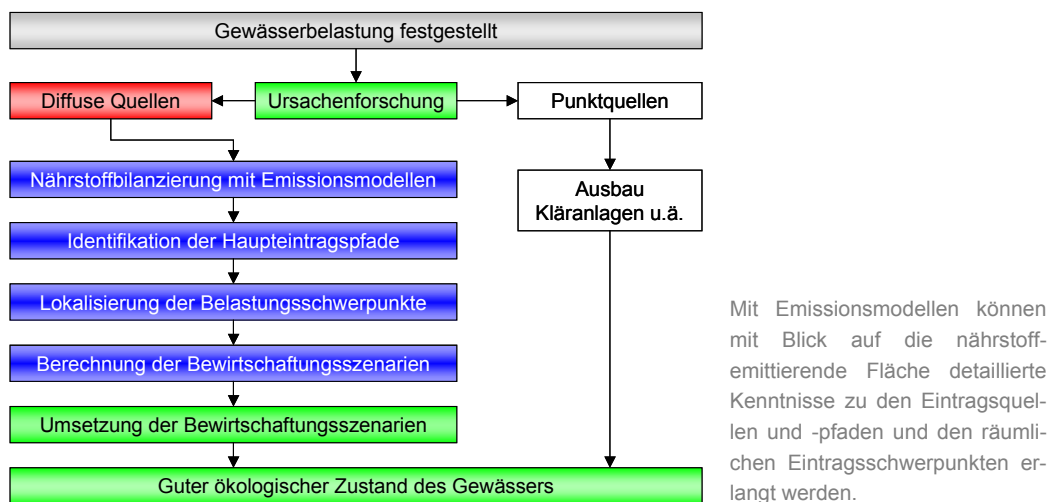 Gewässerbelastung festgestellt
Diffuse Quellen
Ursachenforschung
Punktquellen
Nährstoffbilanzierung mit Emissionsmodellen
Ausbau
Kläranlagen u.ä.
Identifikation der Haupteintragspfade
Lokalisierung der Belastungsschwerpunkte
Berechnung der Bewirtschaftungsszenarien
Umsetzung der Bewirtschaftungsszenarien
Guter ökologischer Zustand des Gewässers
Mit Emissionsmodellen können
mit Blick auf die nährstoff-
emittierende Fläche detaillierte
Kenntnisse zu den Eintragsquel-
len und -pfaden und den räumli-
chen Eintragsschwerpunkten er-
langt werden.